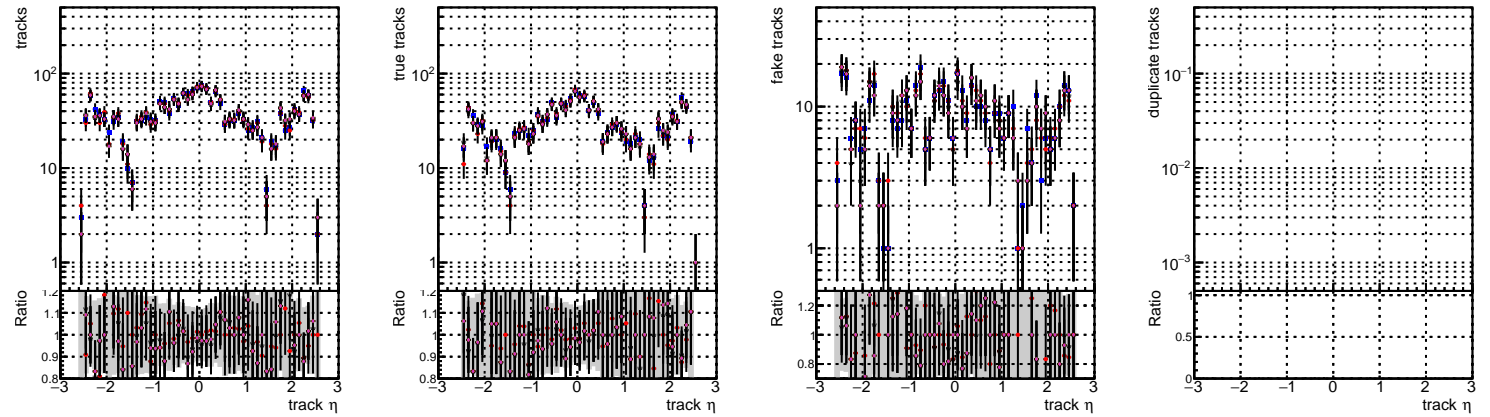 tracks
10²
10
1
Ratio
1.2
1.1
1
0.9
0.8
−3 −2 −1 0 1 2 3
track η
true tracks
10²
10
1
Ratio
1.2
1.1
1
0.9
0.8
−3 −2 −1 0 1 2 3
track η
fake tracks
10
1
Ratio
1.2
1
0.8
−3 −2 −1 0 1 2 3
track η
duplicate tracks
10⁻¹
10⁻²
10⁻³
Ratio
1
0.5
0
−3 −2 −1 0 1 2 3
track η